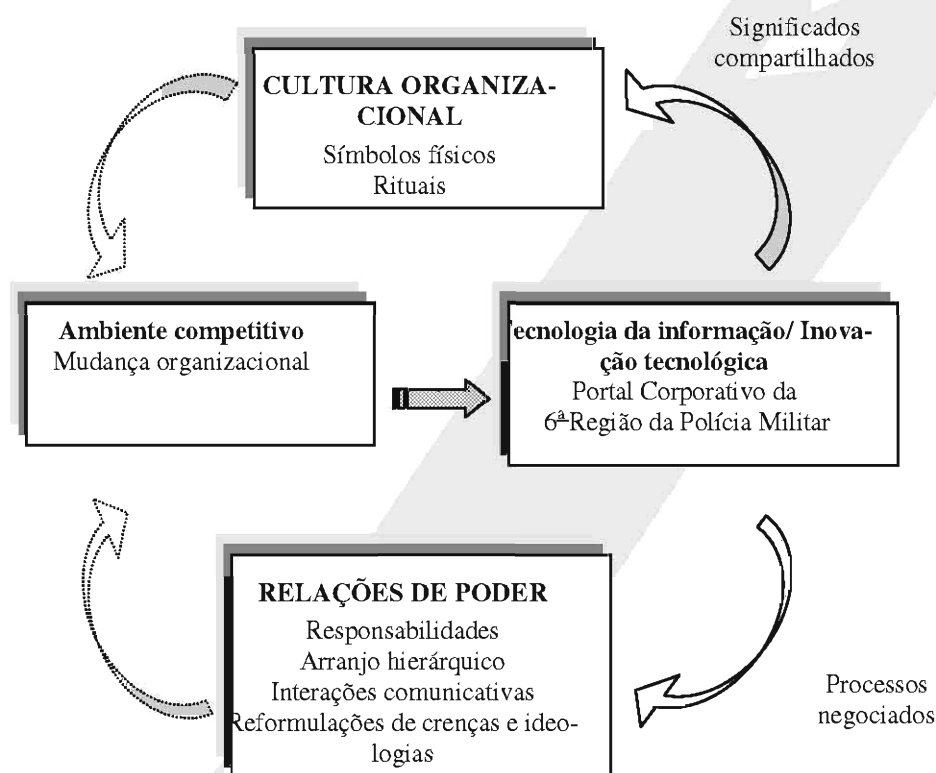 Significados
compartilhados
CULTURA ORGANIZA-
CIONAL
Símbolos físicos
Rituais
Ambiente competitivo
Mudança organizacional
ecnologia da informação/ Inova-
ção tecnológica
Portal Corporativo da
6ª Região da Polícia Militar
RELAÇÕES DE PODER
Responsabilidades
Arranjo hierárquico
Interações comunicativas
Reformulações de crenças e ideo-
logias
Processos
negociados